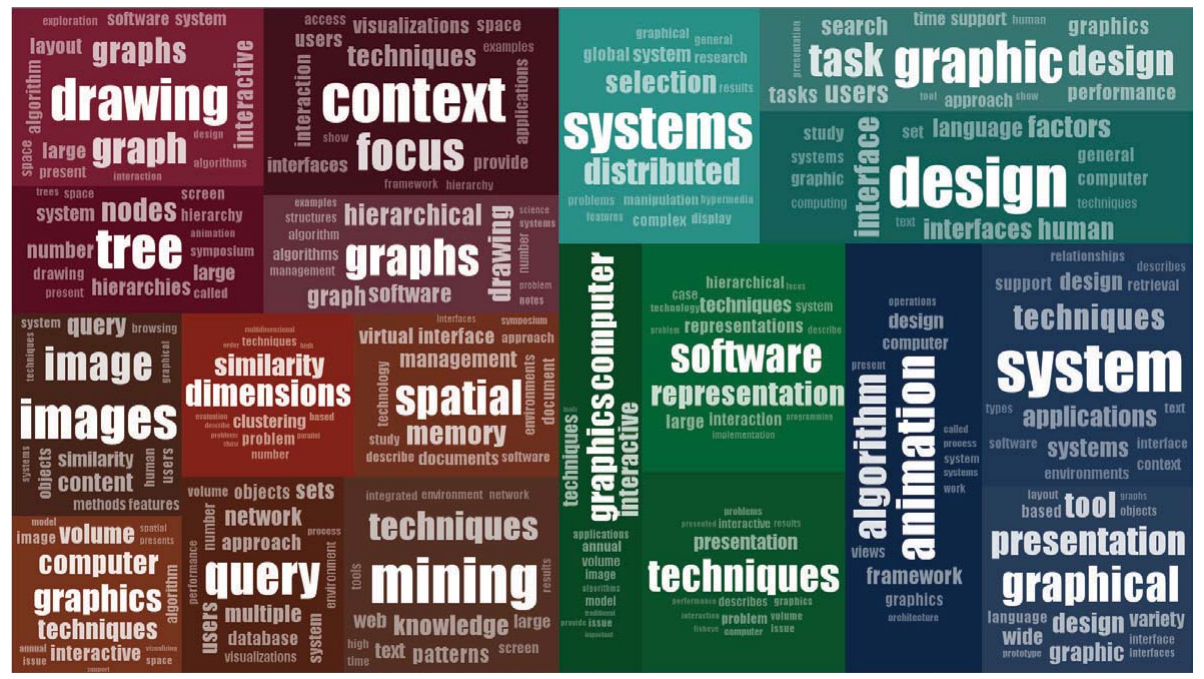 exploration software system
layout graphs
algorithm
drawing
interactive
space
large graph
design
present
algorithms
interaction
access visualizations space
users techniques examples
interaction
context
applications
show
focus
interfaces provide
framework hierarchy
trees space screen
system nodes hierarchy
animation
number tree symposium
drawing large
present hierarchies called
examples
structures hierarchical
algorithm
algorithms graphs
management
drawing
science
systems
number
graph software
problem
notes
graphical general
global system research
selection results
systems
distributed
problems manipulation hypermedia
features complex display
presentation
search time support human graphics
task graphic design
tasks users tool approach show performance
study set language factors
systems
graphic
computing
interface
design
general
computer
techniques
text interfaces human
system query browsing
techniques
image
graphical
images
systems
objects
similarity
content
human
users
methods features
multidimensional
order techniques high
similarity
dimensions
evaluation clustering based
describe
problems problem parallel
number
interfaces symposium
virtual interface approach
management
technology
spatial
environments
document
study memory
describe documents software
model
image volume spatial
presents
computer
graphics
techniques
algorithm
annual
issue interactive visualizing
space
support
volume objects sets
number network process
approach
performance
query
environment
users
multiple
database
system
visualizations
integrated environment network
techniques
tools
mining
results
web knowledge large
high
time text patterns screen
techniques
tools
graphics computer
interactive
applications
annual
volume
image
algorithms
model
traditional
provide issue
important
hierarchical focus
case
technology techniques system
problem representations describe
software
representation
large interaction programming
implementation
problems
presented interactive results
presentation
techniques
performance describes graphics
interaction problem volume
fisheye computer issue
operations
design
computer
present
algorithm
animation
called
process
system
systems
work
views
framework
graphics
architecture
relationships
describes
support design retrieval
techniques
system
types applications text
software systems interface
environments context
layout tool graphs
based objects
presentation
graphical
language design variety
wide interface
prototype graphic interfaces